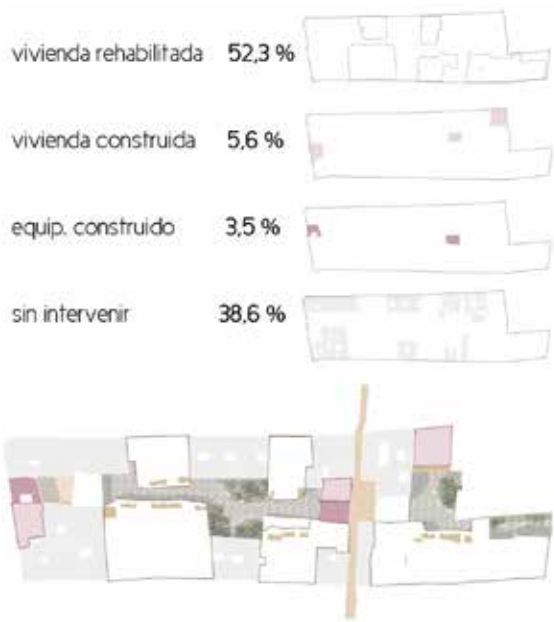 vivienda rehabilitada 52,3 %
vivienda construida 5,6 %
equip. construido 3,5 %
sin intervenir 38,6 %